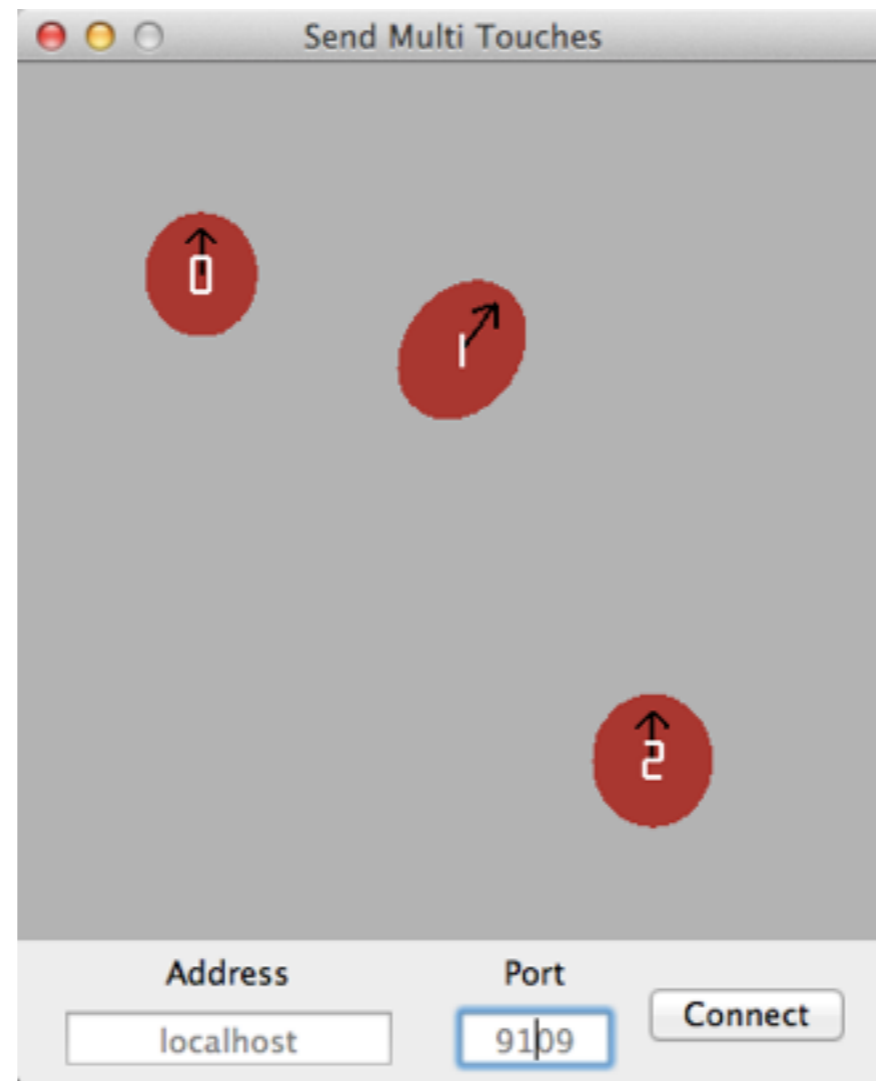 Send Multi Touches
0
1
2
Address
Port
localhost
9109
Connect